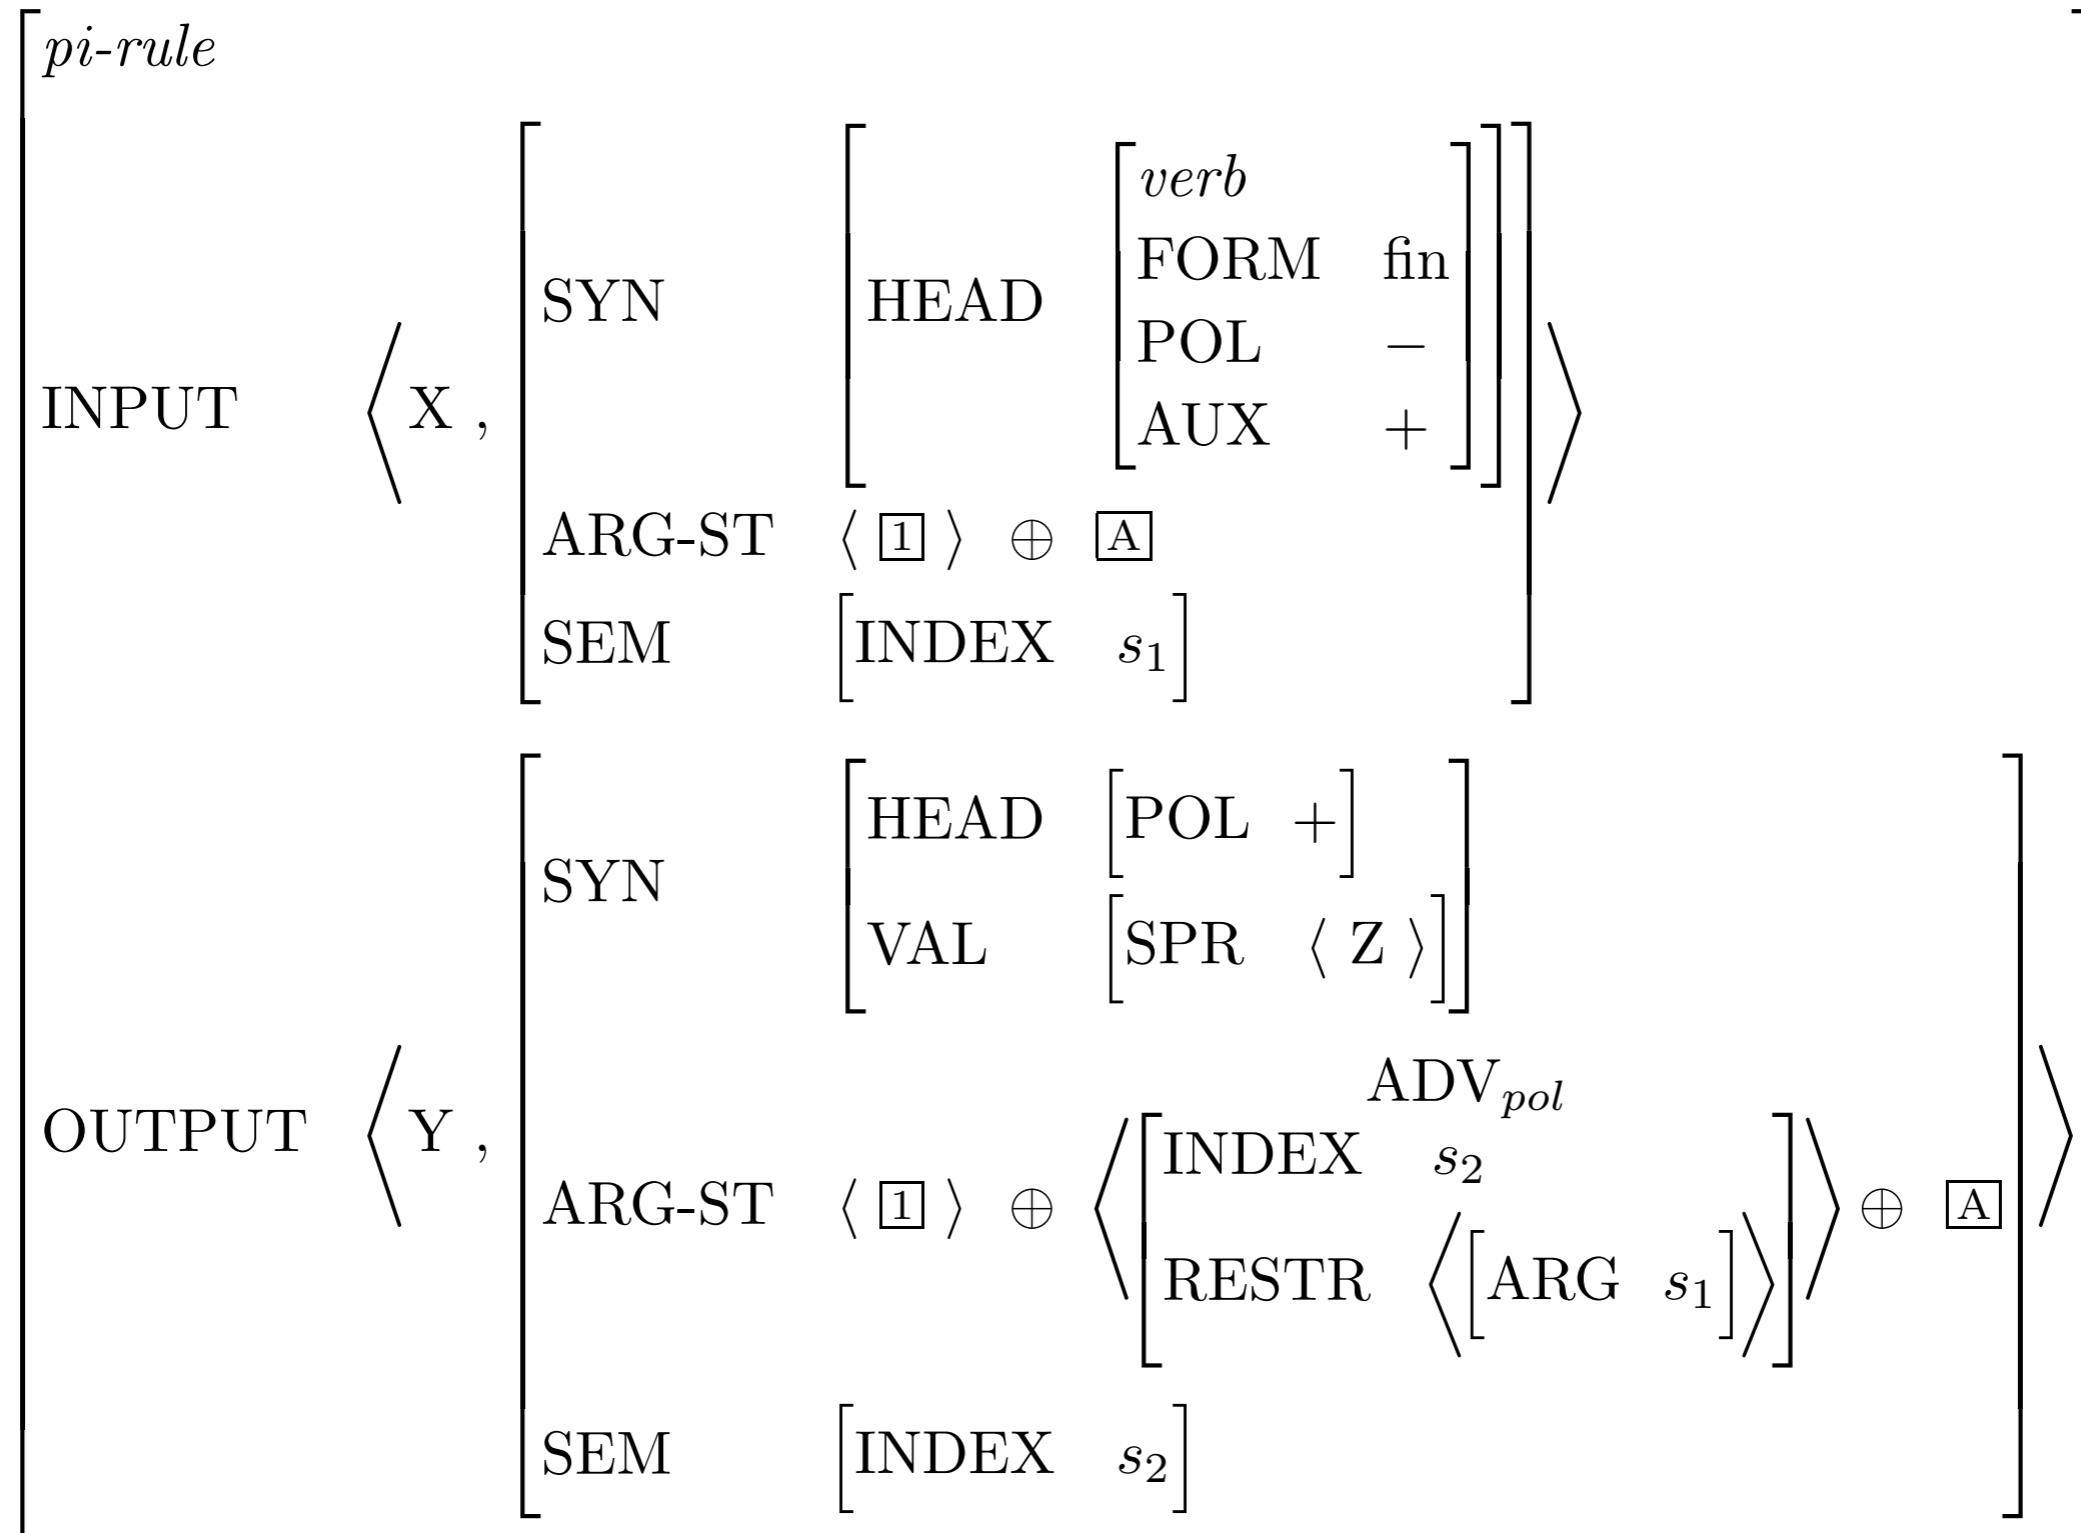 pi-rule
verb
FORM fin
SYN HEAD
POL −
INPUT ⟨ X ,
AUX + ⟩
ARG-ST ⟨ 1 ⟩ ⊕ A
SEM [INDEX s₁]
HEAD [POL +]
SYN
VAL [SPR ⟨ Z ⟩]
ADV_pol
OUTPUT ⟨ Y ,
INDEX s₂
ARG-ST ⟨ 1 ⟩ ⊕ ⟨ ⟩ ⊕ A ⟩
RESTR ⟨[ARG s₁]⟩
SEM [INDEX s₂]